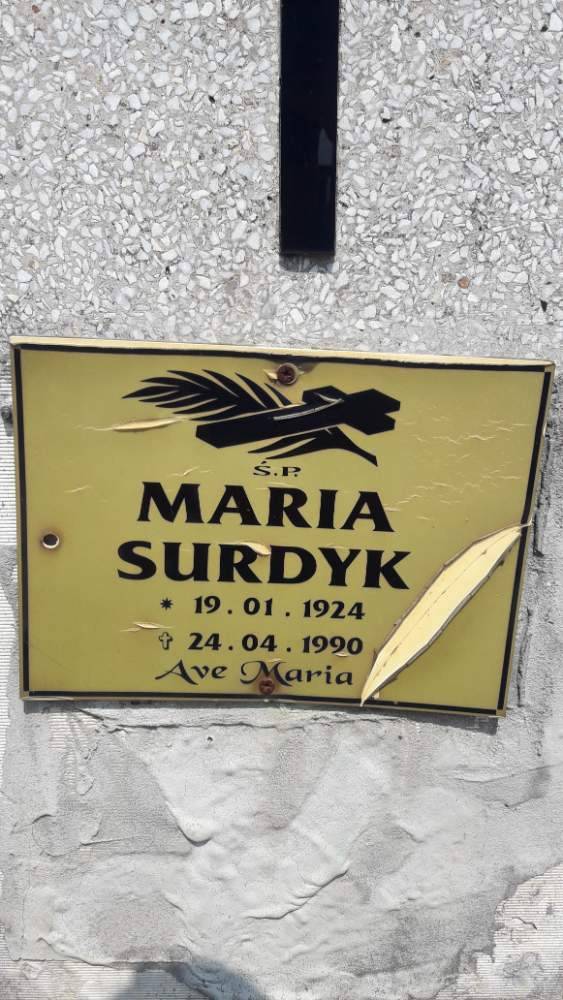 Ś.P.
MARIA
SURDYK
* 19.01.1924
✝ 24.04.1990
Ave Maria